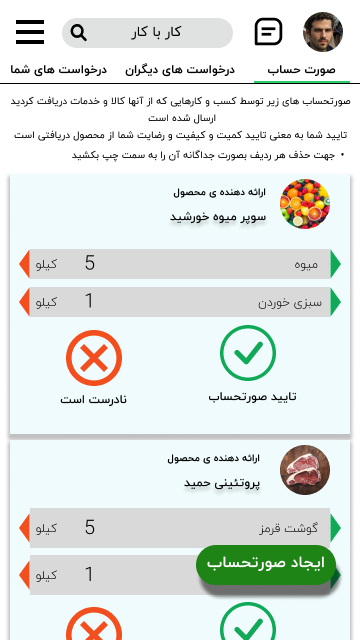 کار با کار
صورت حساب
درخواست های دیگران
درخواست های شما
صورتحساب های زیر توسط کسب و کارهایی که از آنها کالا و خدمات دریافت کردید
ارسال شده است
تایید شما به معنی تایید کمیت و کیفیت و رضایت شما از محصول دریافتی است
• جهت حذف هر ردیف بصورت جداگانه آن را به سمت چپ بکشید
ارائه دهنده ی محصول
سوپر میوه خورشید
میوه 5 کیلو
سبزی خوردن 1 کیلو
تایید صورتحساب
نادرست است
ارائه دهنده ی محصول
پروتئینی حمید
گوشت قرمز 5 کیلو
1 کیلو
ایجاد صورتحساب